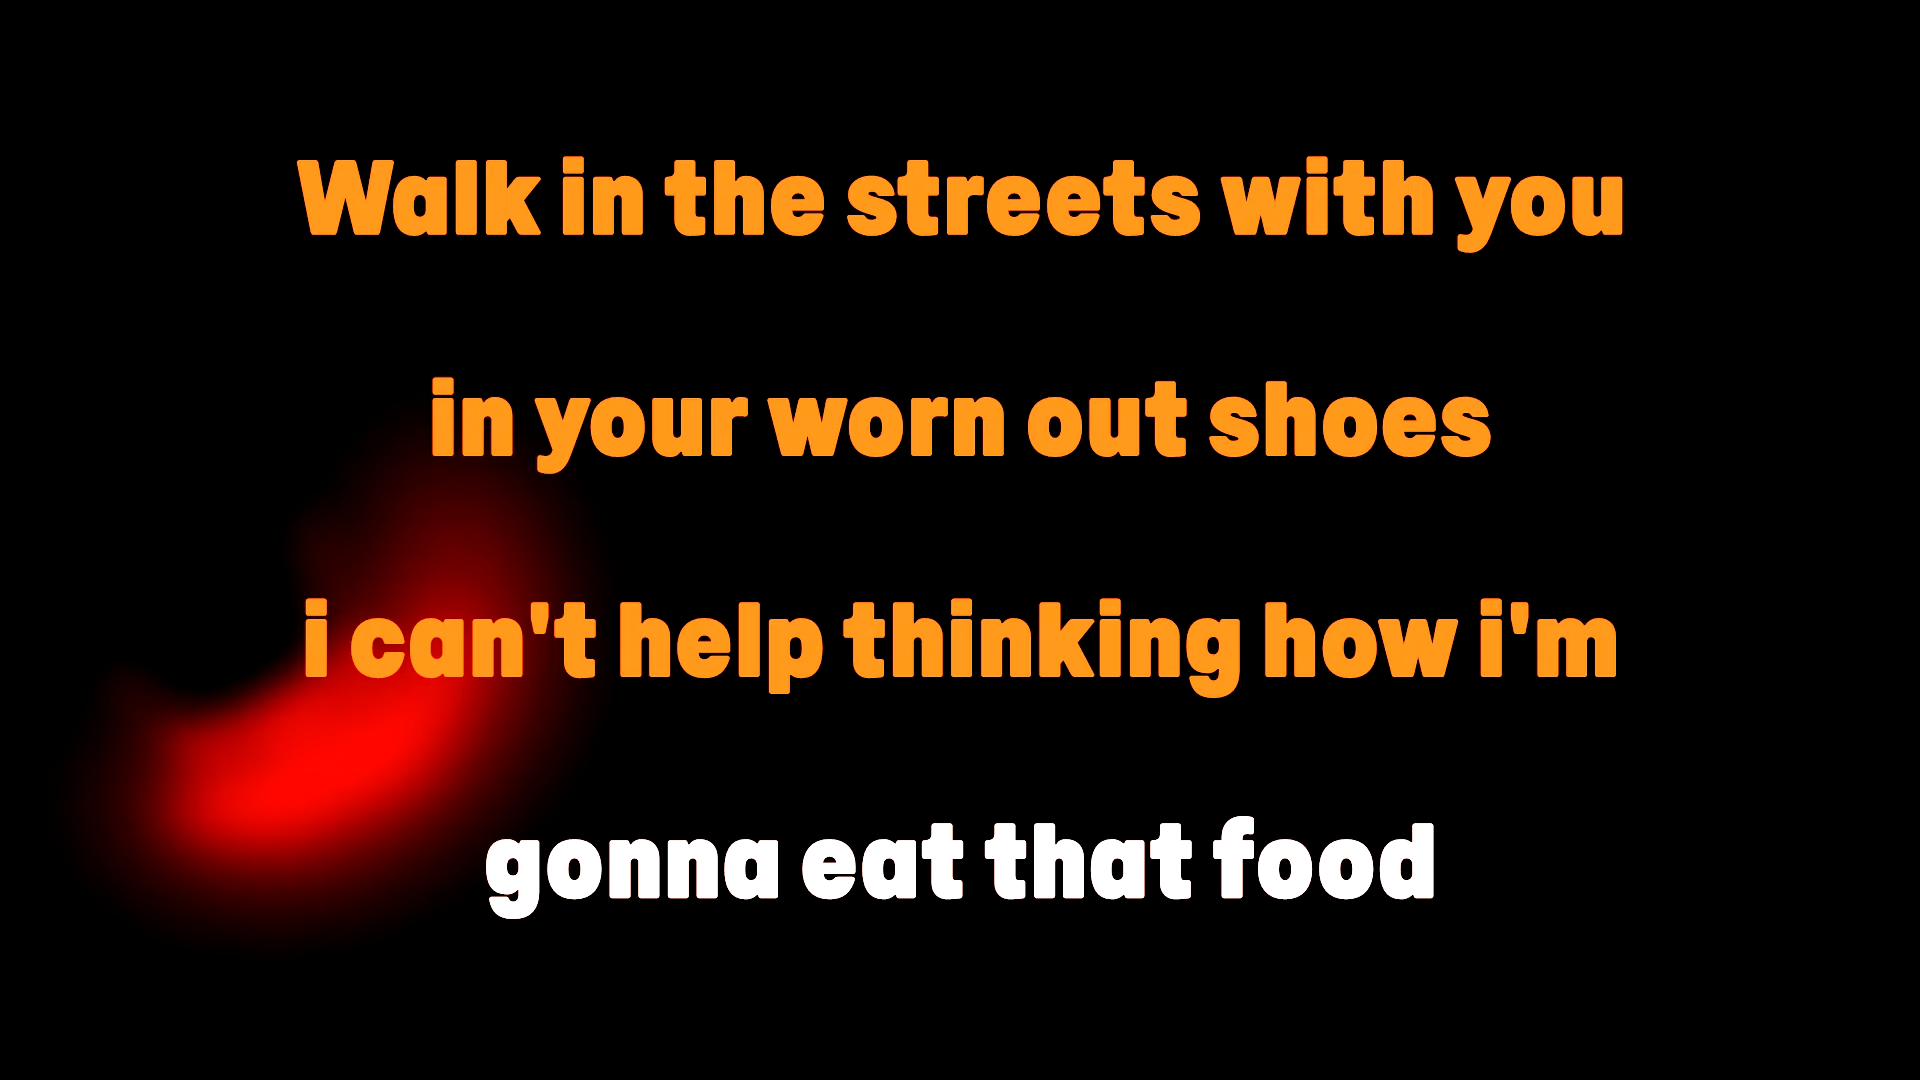 Walk in the streets with you
in your worn out shoes
i can't help thinking how i'm
gonna eat that food